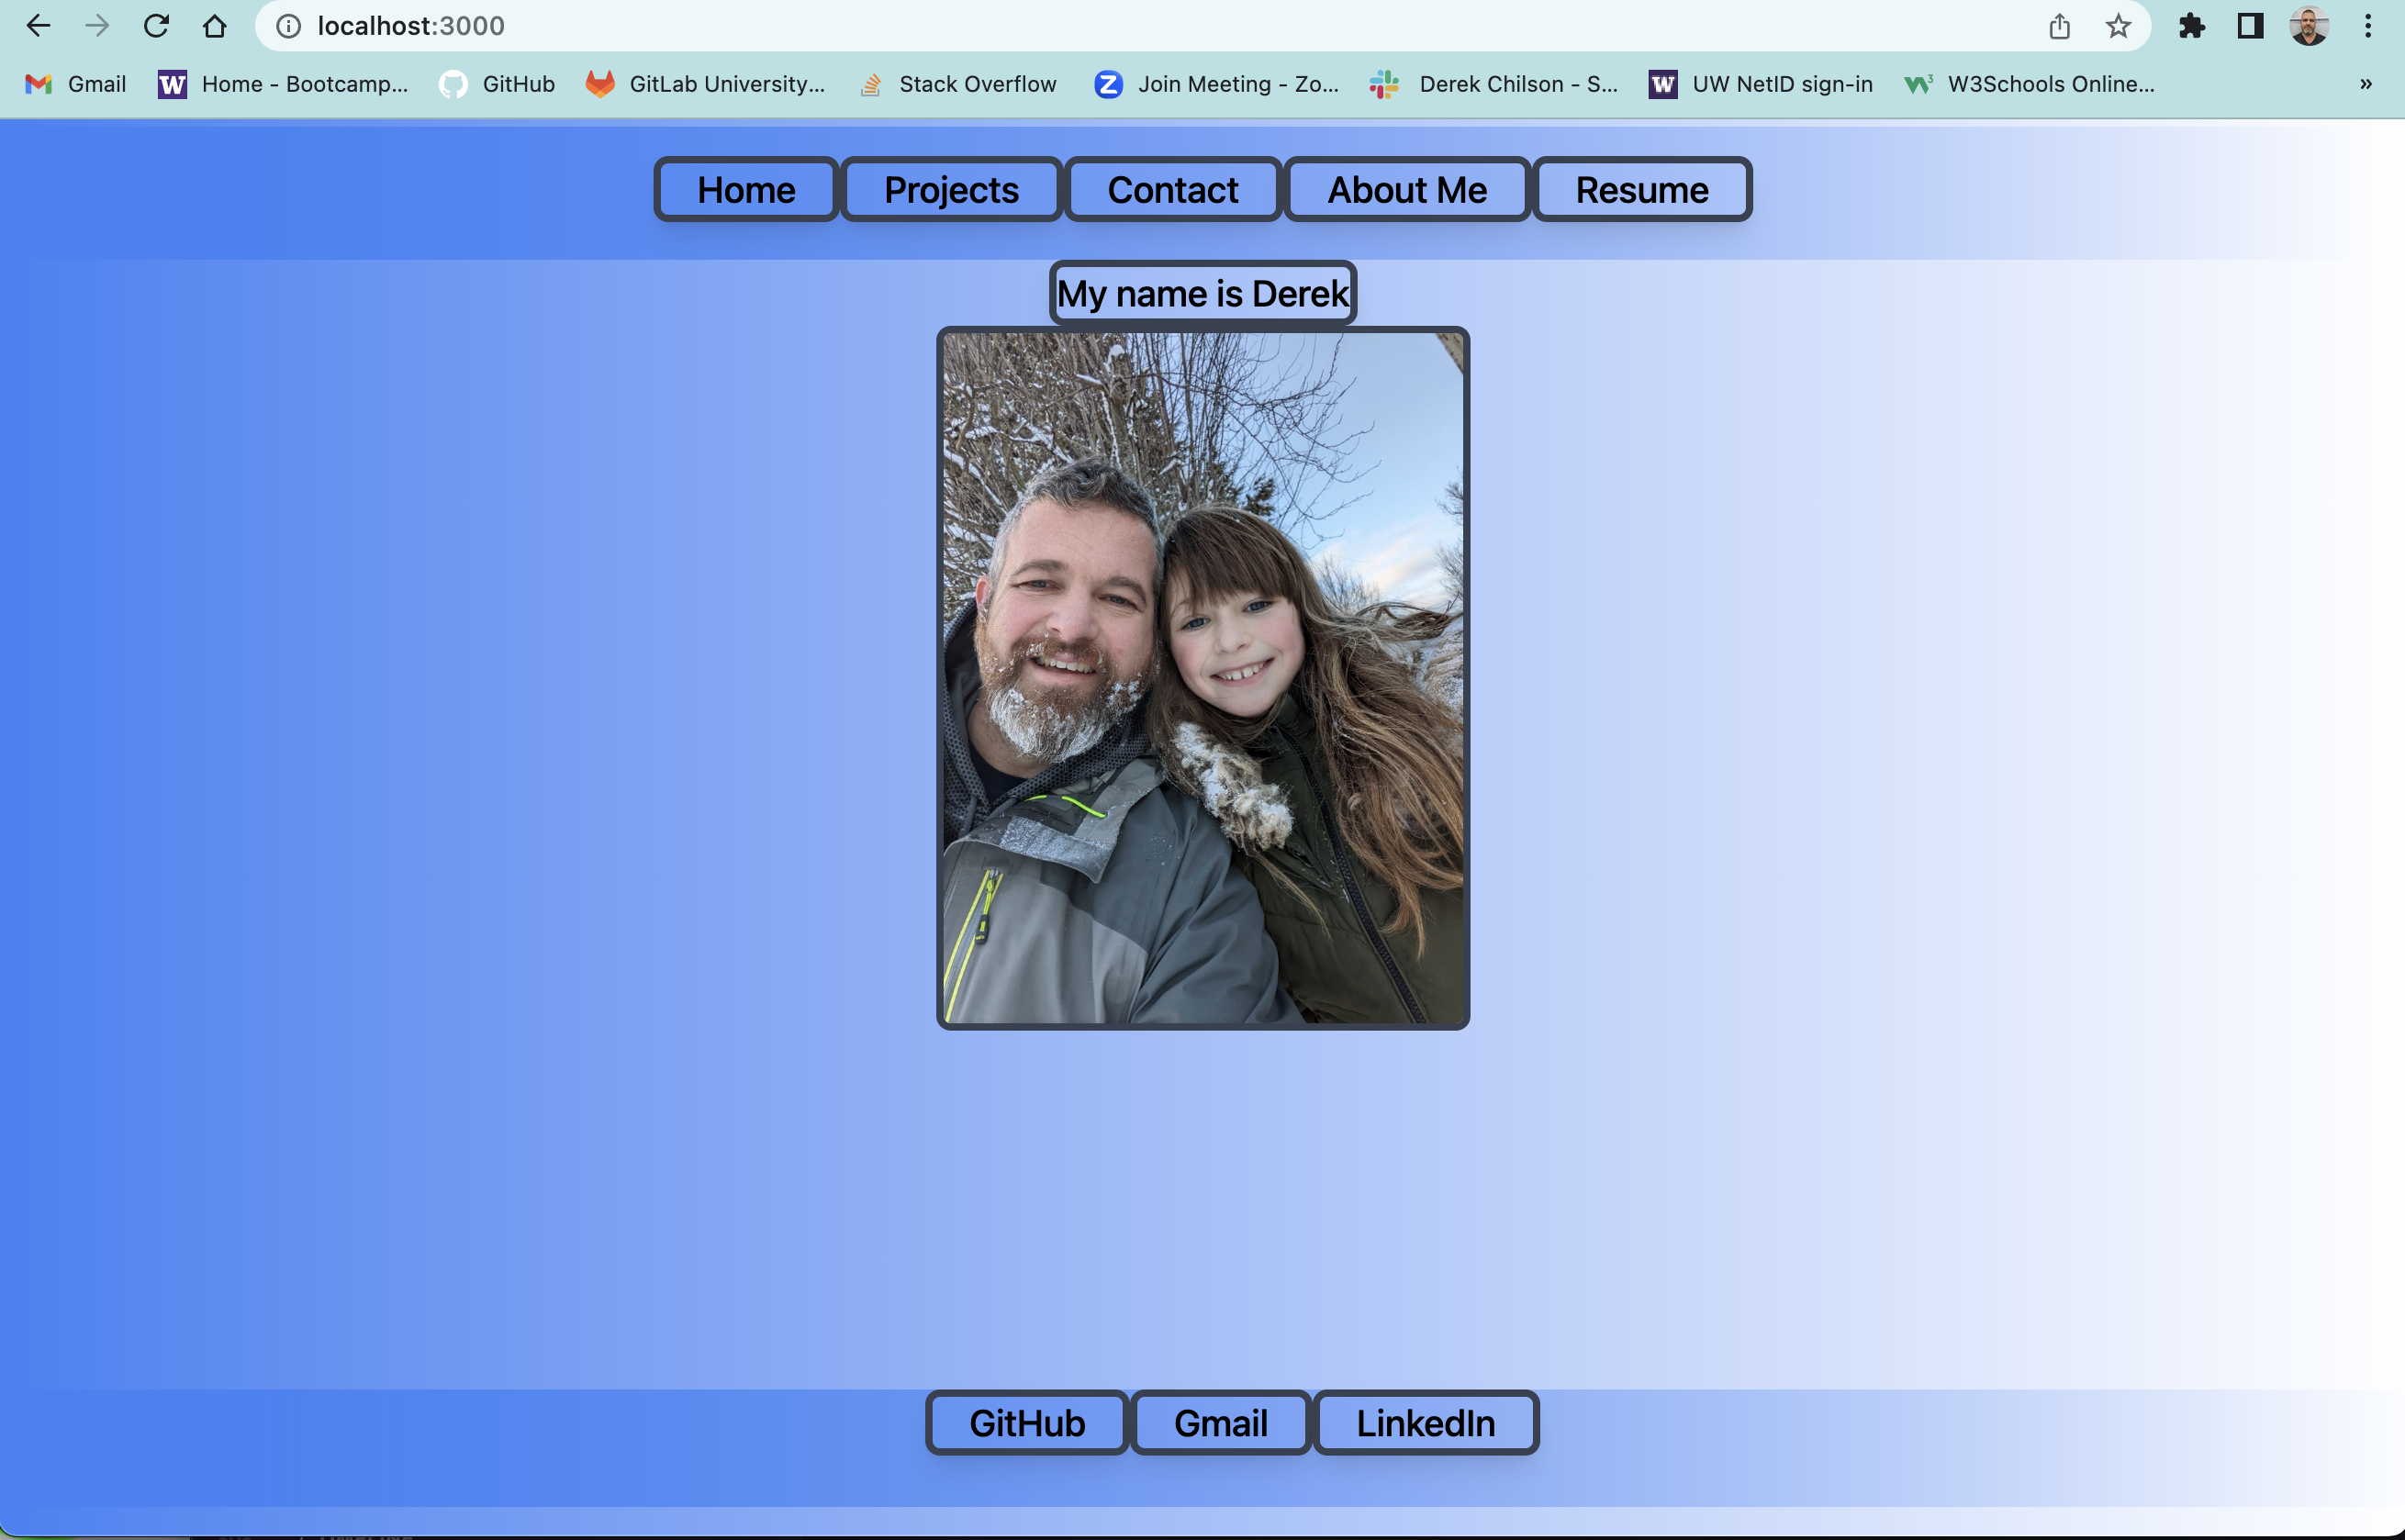 localhost:3000
Gmail Home - Bootcamp... GitHub GitLab University... Stack Overflow Join Meeting - Zo... Derek Chilson - S... UW NetID sign-in W3Schools Online... »
Home Projects Contact About Me Resume
My name is Derek
GitHub Gmail LinkedIn